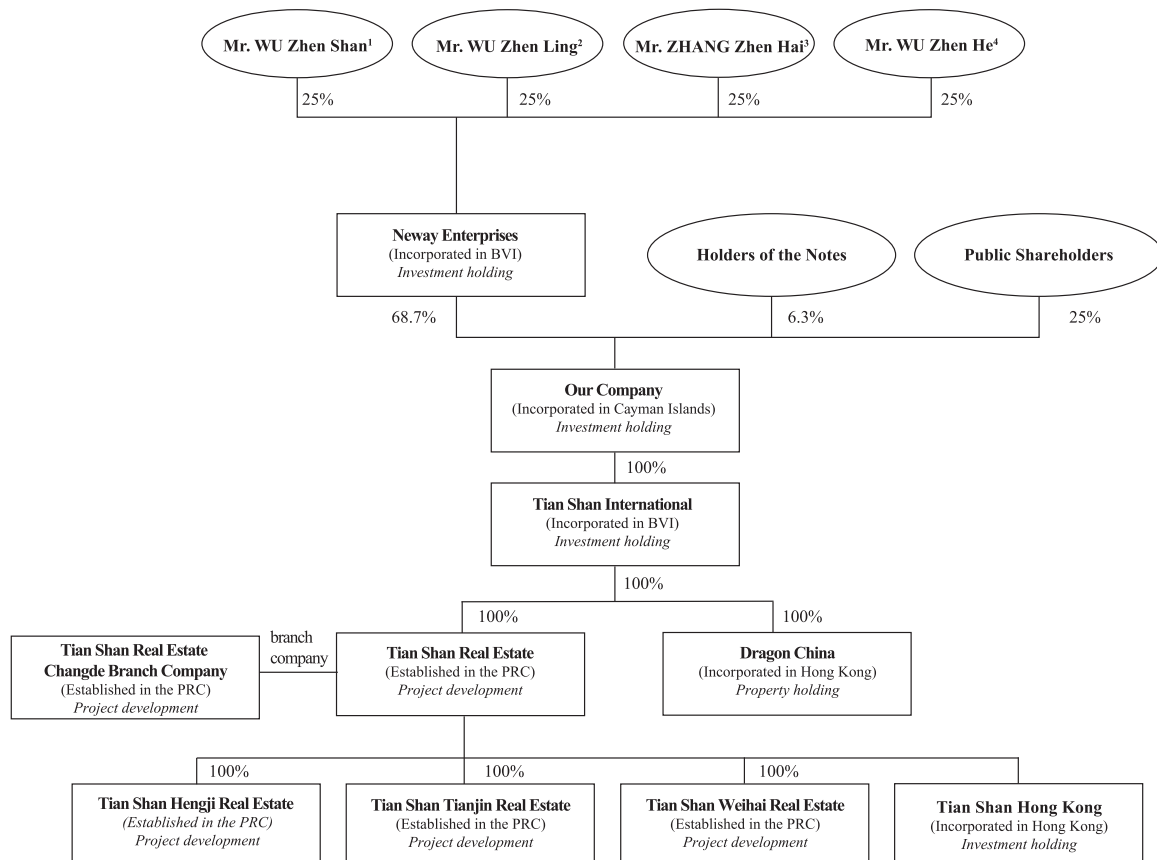 Mr. WU Zhen Shan¹
Mr. WU Zhen Ling²
Mr. ZHANG Zhen Hai³
Mr. WU Zhen He⁴
25%
25%
25%
25%
Neway Enterprises
(Incorporated in BVI)
Investment holding
Holders of the Notes
Public Shareholders
68.7%
6.3%
25%
Our Company
(Incorporated in Cayman Islands)
Investment holding
100%
Tian Shan International
(Incorporated in BVI)
Investment holding
100%
100%
100%
Tian Shan Real Estate
Changde Branch Company
(Established in the PRC)
Project development
branch
company
Tian Shan Real Estate
(Established in the PRC)
Project development
Dragon China
(Incorporated in Hong Kong)
Property holding
100%
100%
100%
Tian Shan Hengji Real Estate
(Established in the PRC)
Project development
Tian Shan Tianjin Real Estate
(Established in the PRC)
Project development
Tian Shan Weihai Real Estate
(Established in the PRC)
Project development
Tian Shan Hong Kong
(Incorporated in Hong Kong)
Investment holding